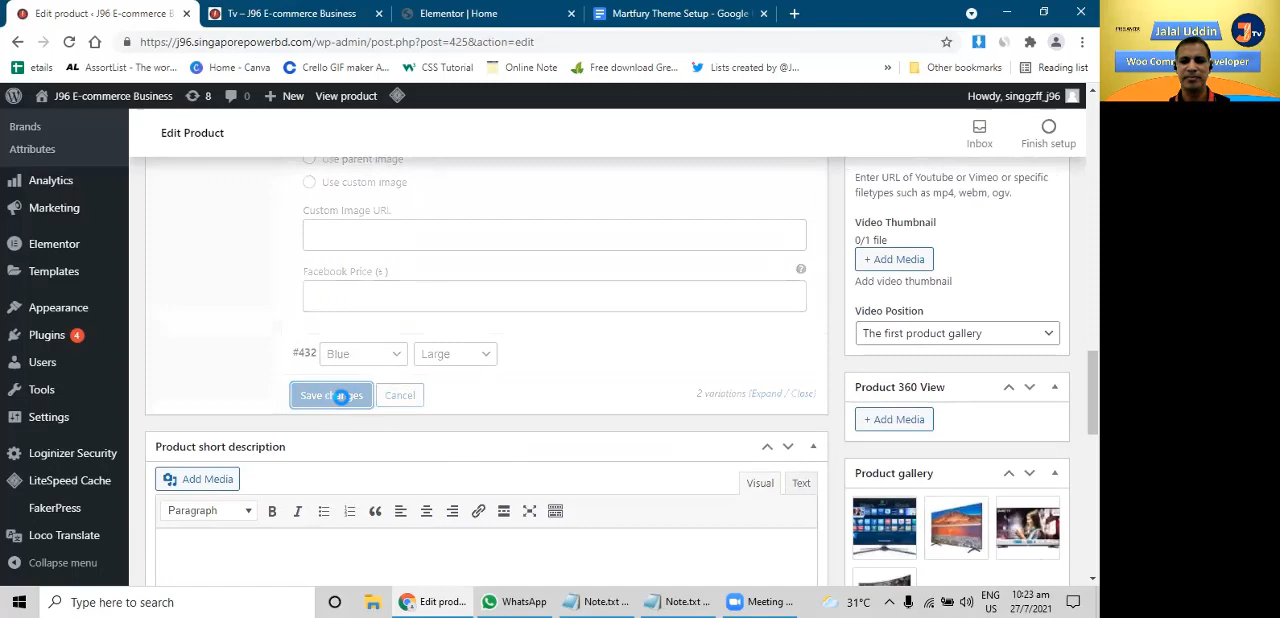 Edit product ‹ J96 E-commerce B
Tv – J96 E-commerce Business
Elementor | Home
Martfury Theme Setup - Google
https://j96.singaporepowerbd.com/wp-admin/post.php?post=425&action=edit
etails
AssortList - The wor...
Home - Canva
Crello GIF maker A...
CSS Tutorial
Online Note
Free download Gre...
Lists created by @J...
»
Other bookmarks
Reading list
J96 E-commerce Business
8
0
New
View product
Howdy, singgzff_j96
Brands
Attributes
Analytics
Marketing
Elementor
Templates
Appearance
Plugins 4
Users
Tools
Settings
Loginizer Security
LiteSpeed Cache
FakerPress
Loco Translate
Collapse menu
Edit Product
Inbox
Finish setup
Use parent image
Use custom image
Custom Image URL
Facebook Price (৳ )
#432
Blue
Large
Save changes
Cancel
2 variations (Expand / Close)
Product short description
Add Media
Visual
Text
Paragraph
B
I
Enter URL of Youtube or Vimeo or specific
filetypes such as mp4, webm, ogv.
Video Thumbnail
0/1 file
+ Add Media
Add video thumbnail
Video Position
The first product gallery
Product 360 View
+ Add Media
Product gallery
FREELANCER
Jalal Uddin
JTV
Woo Com
eveloper
Type here to search
Edit prod...
WhatsApp
Note.txt ...
Note.txt ...
Meeting ...
31°C
ENG
US
10:23 am
27/7/2021